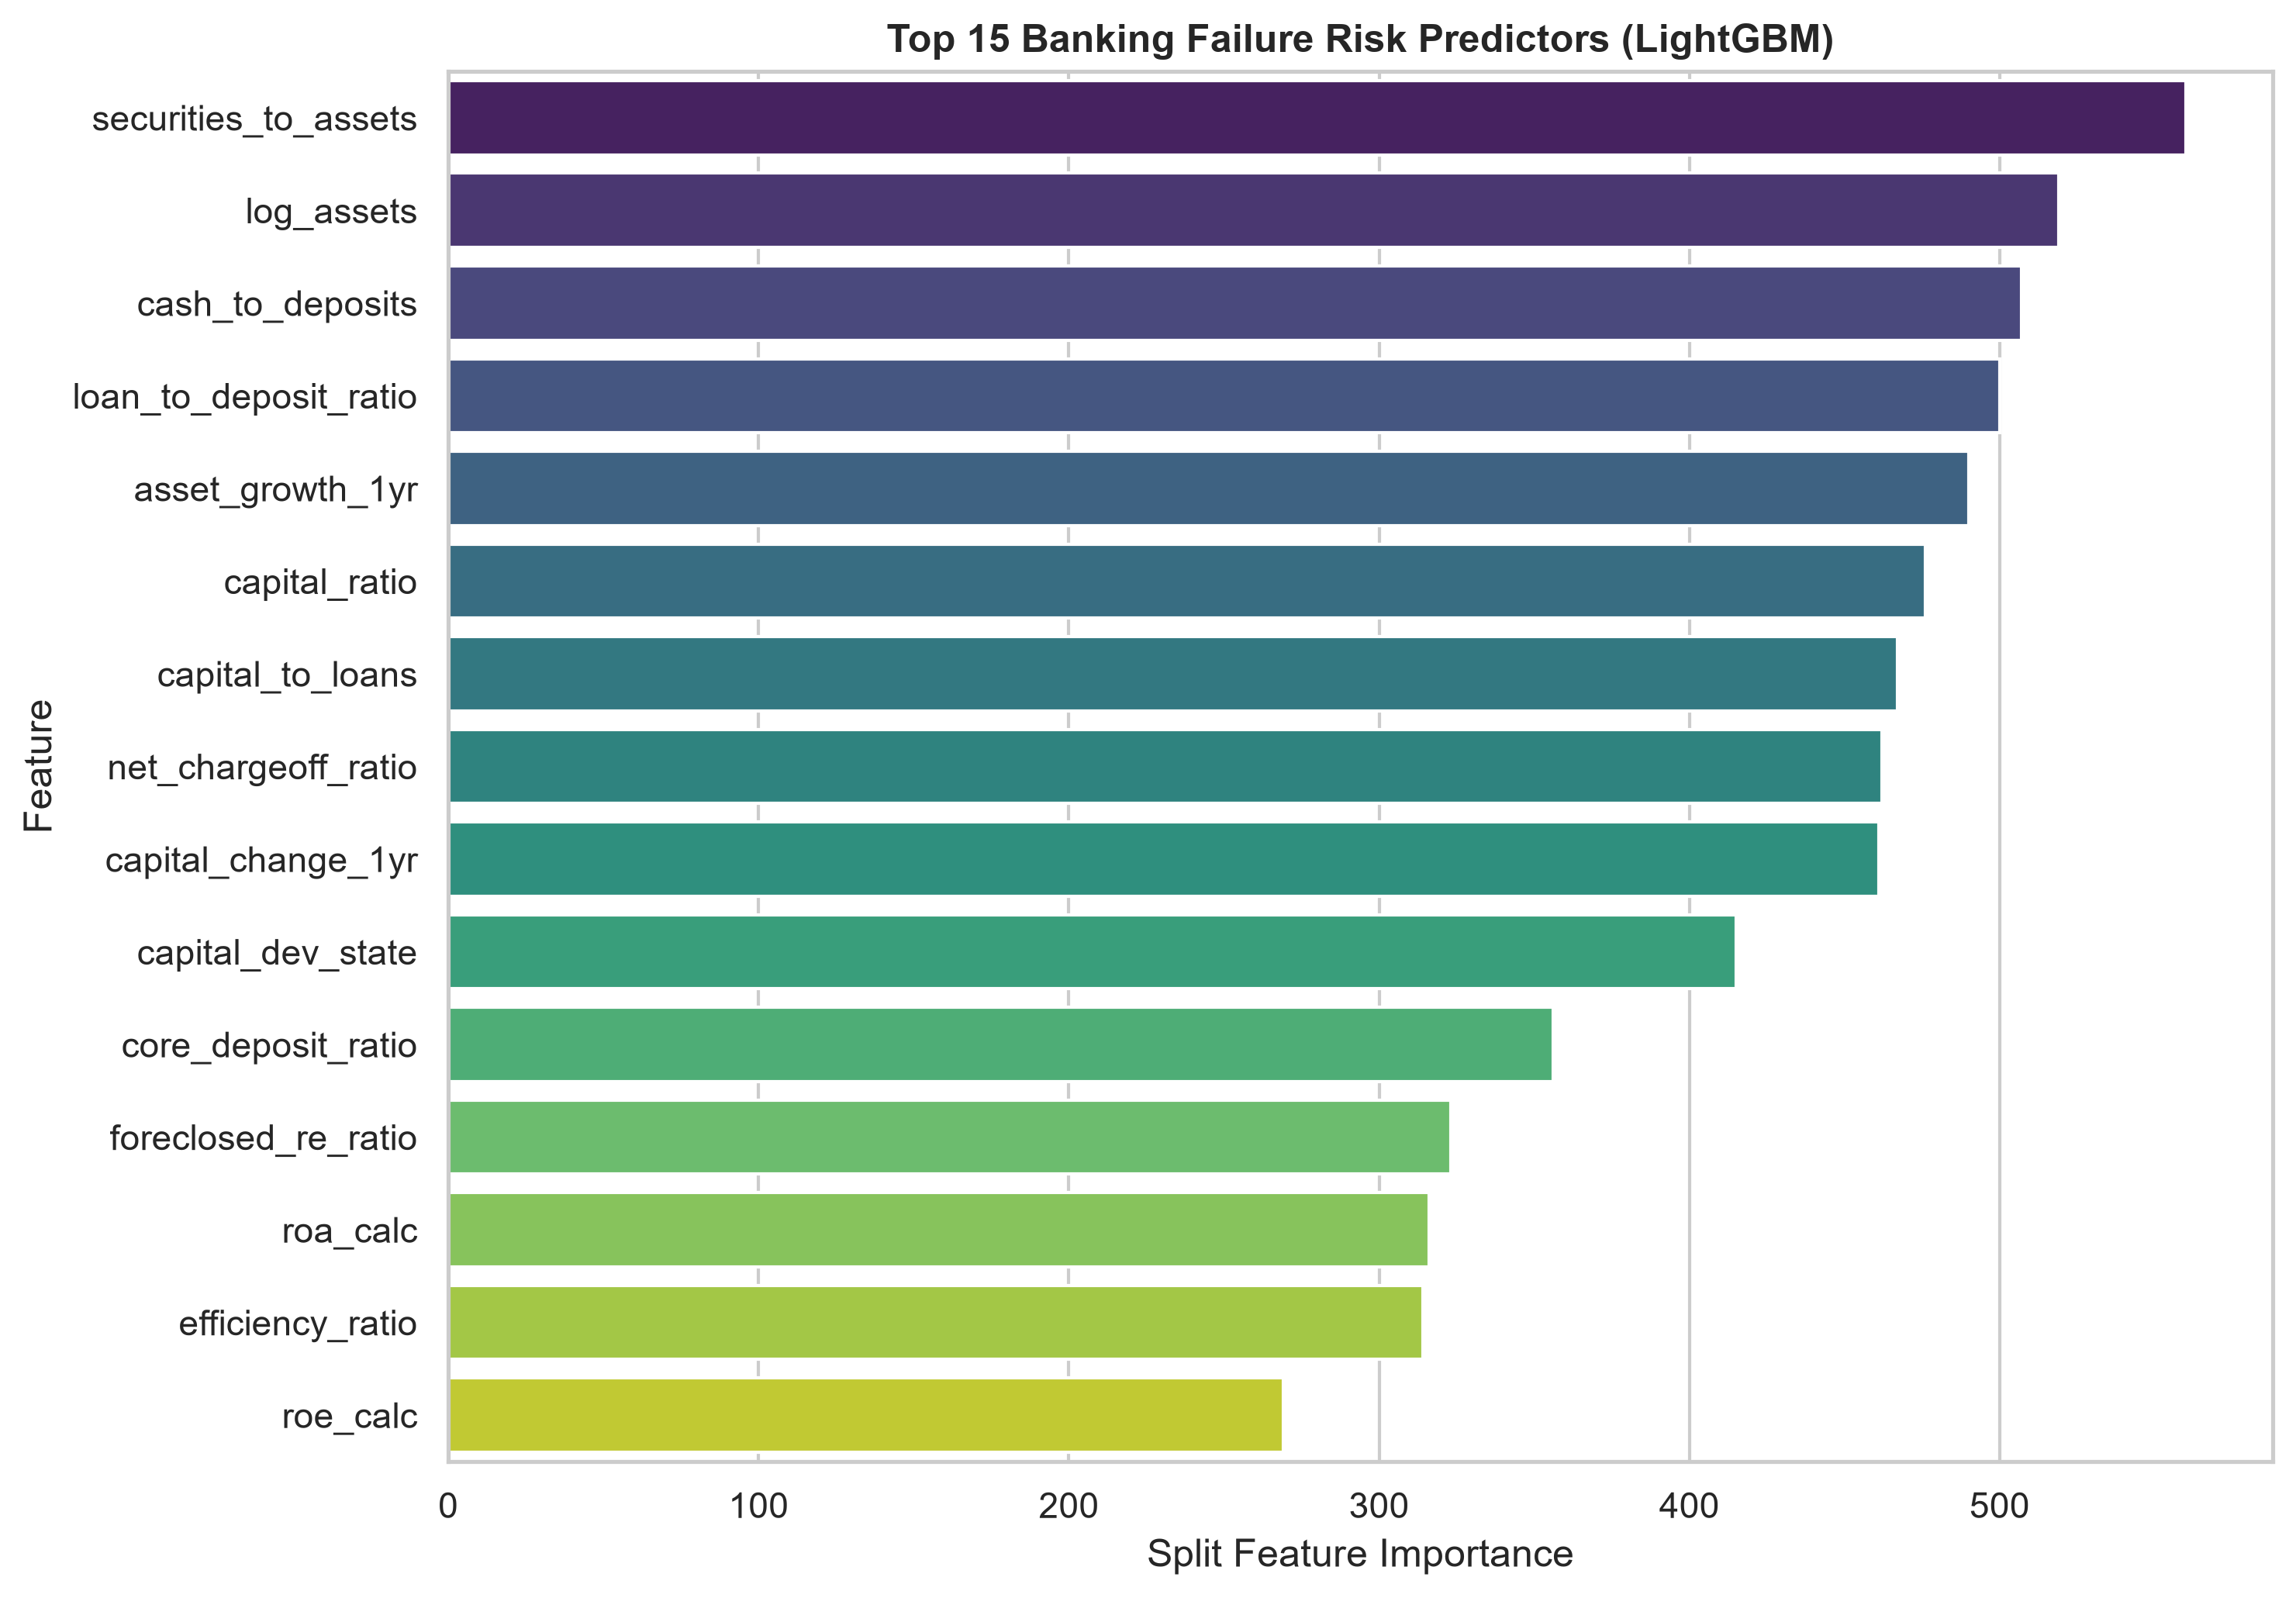 Top 15 Banking Failure Risk Predictors (LightGBM)
securities_to_assets
log_assets
cash_to_deposits
loan_to_deposit_ratio
asset_growth_1yr
capital_ratio
capital_to_loans
net_chargeoff_ratio
capital_change_1yr
capital_dev_state
core_deposit_ratio
foreclosed_re_ratio
roa_calc
efficiency_ratio
roe_calc
Feature
0 100 200 300 400 500
Split Feature Importance